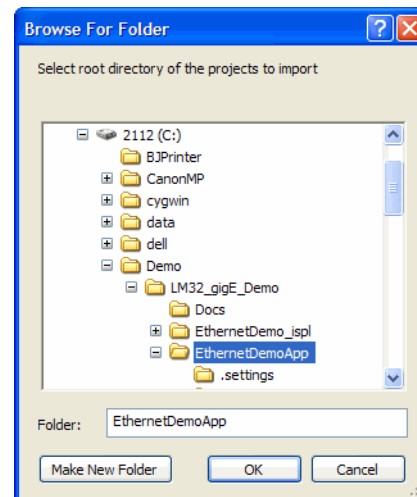 Browse For Folder
Select root directory of the projects to import
2112 (C:)
BJPrinter
CanonMP
cygwin
data
dell
Demo
LM32_gigE_Demo
Docs
EthernetDemo_ispl
EthernetDemoApp
.settings
Folder: EthernetDemoApp
Make New Folder OK Cancel